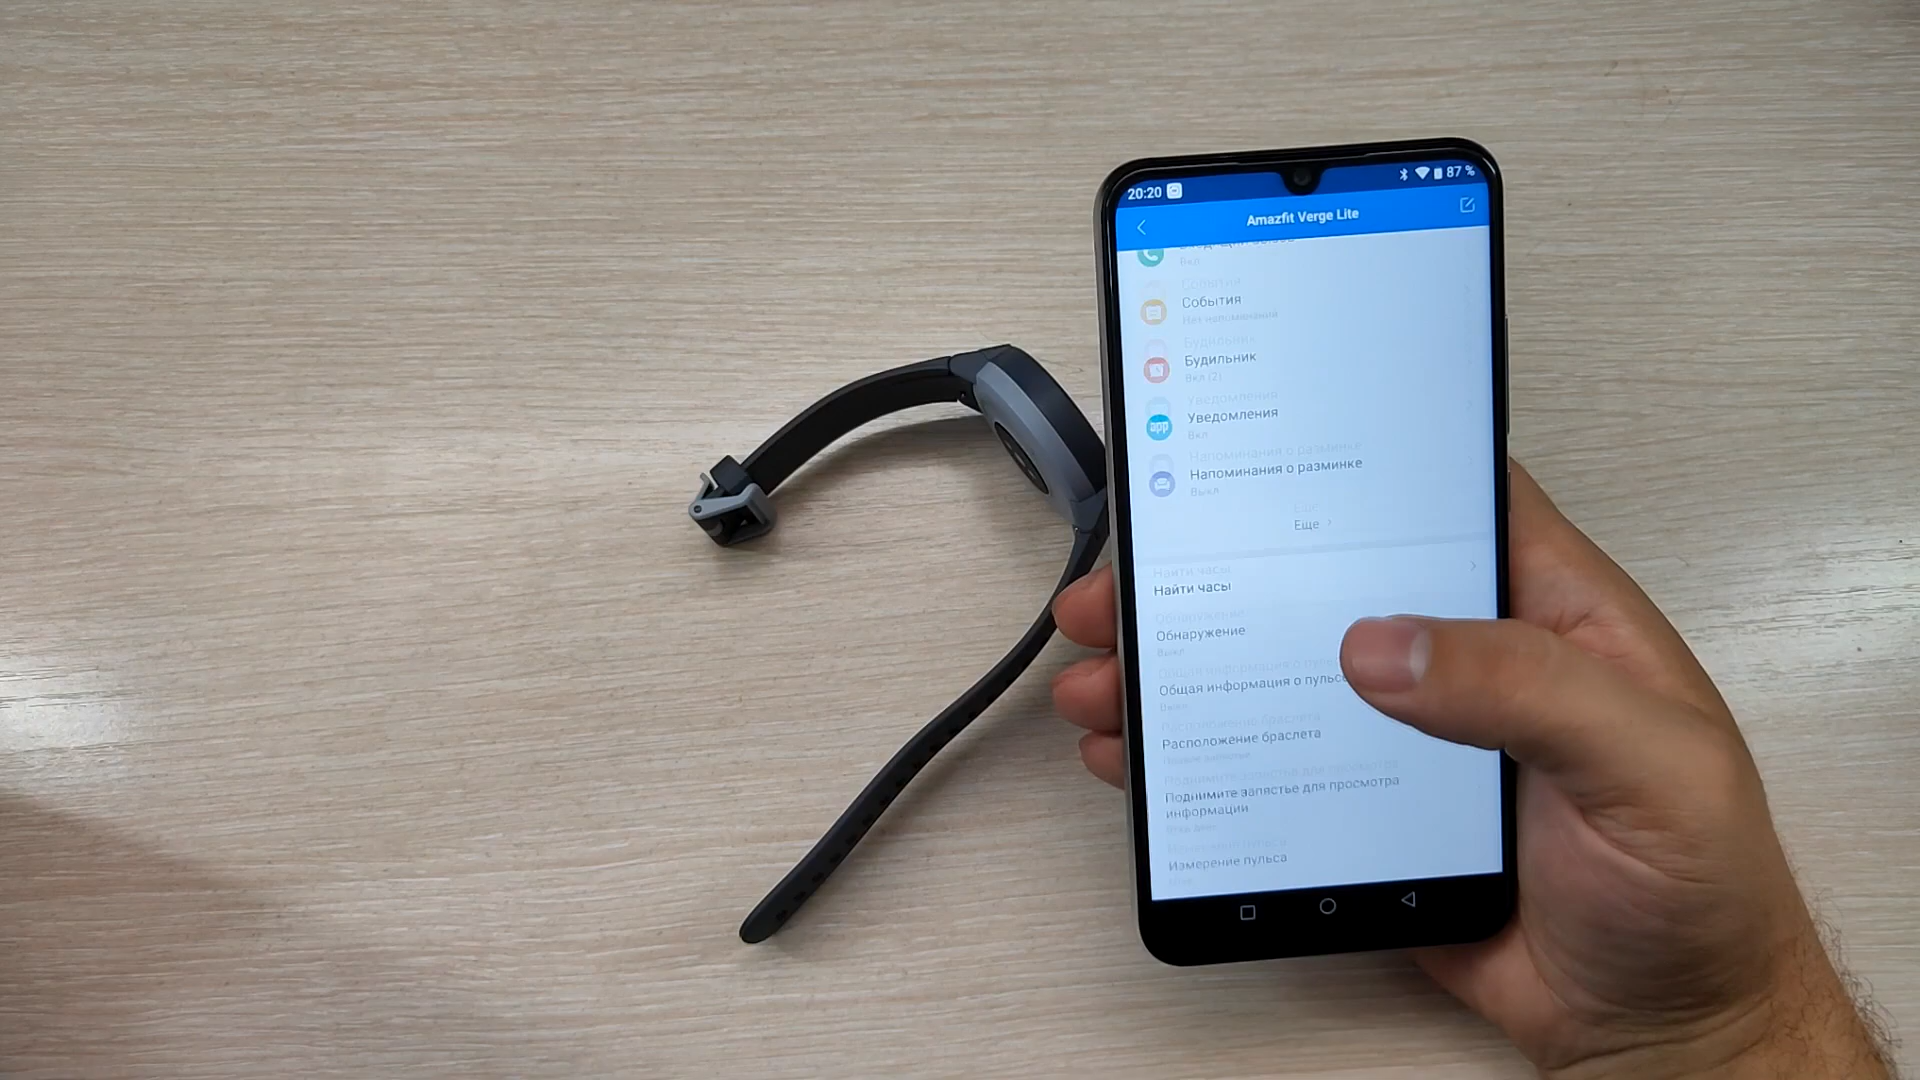 20:20
87 %
Amazfit Verge Lite
Вкл
События
Нет напоминаний
Будильник
Вкл (2)
Уведомления
app
Вкл
Напоминания о разминке
Выкл
Еще
Найти часы
Обнаружение
Выкл
Общая информация о пульсе
Выкл
Расположение браслета
Поднимите запястье для просмотра
информации
Измерение пульса